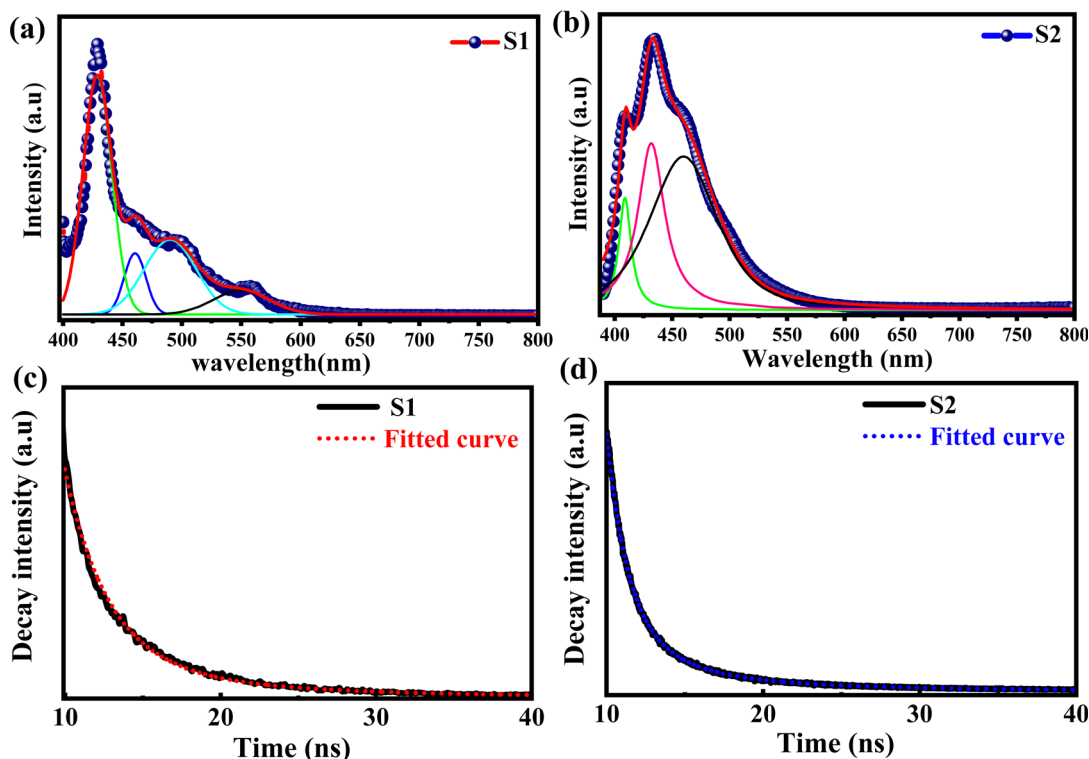 (a)
S1
Intensity (a.u)
400 450 500 550 600 650 700 750 800
wavelength(nm)
(b)
S2
Intensity (a.u)
400 450 500 550 600 650 700 750 800
Wavelength (nm)
(c)
S1
Fitted curve
Decay intensity (a.u)
10 20 30 40
Time (ns)
(d)
S2
Fitted curve
Decay intensity (a.u)
10 20 30 40
Time (ns)